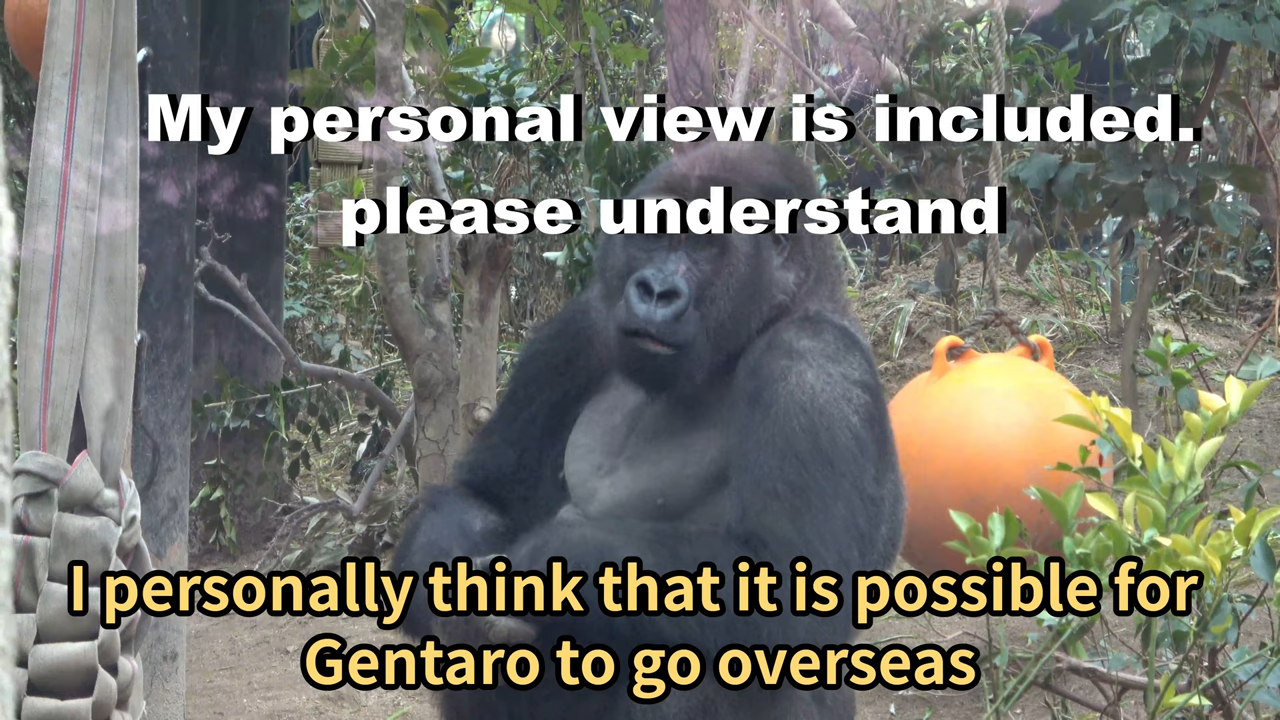 My personal view is included.
please understand
I personally think that it is possible for
Gentaro to go overseas